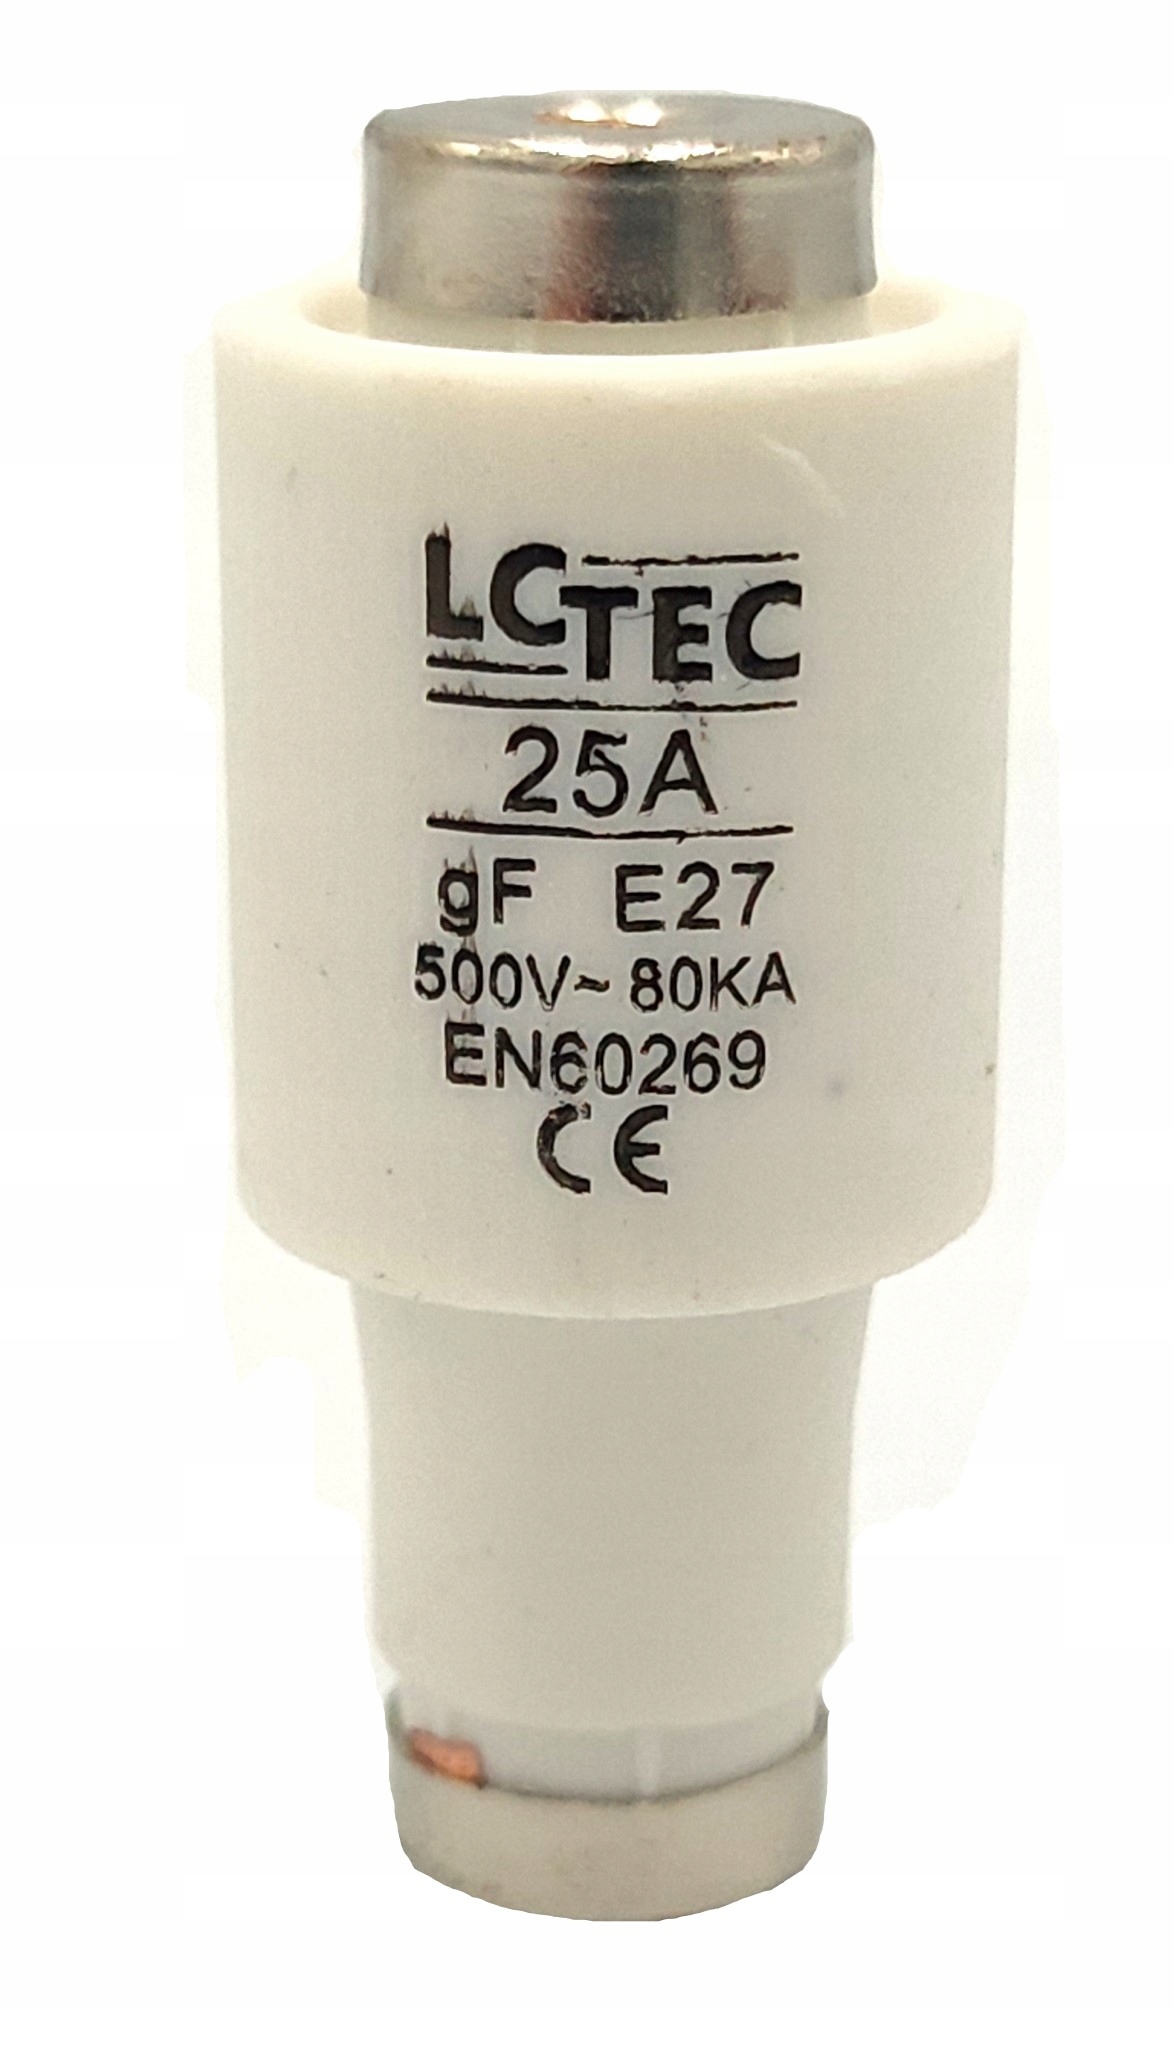 LCTEC
25A
gF E27
500V~ 80KA
EN60269
CE